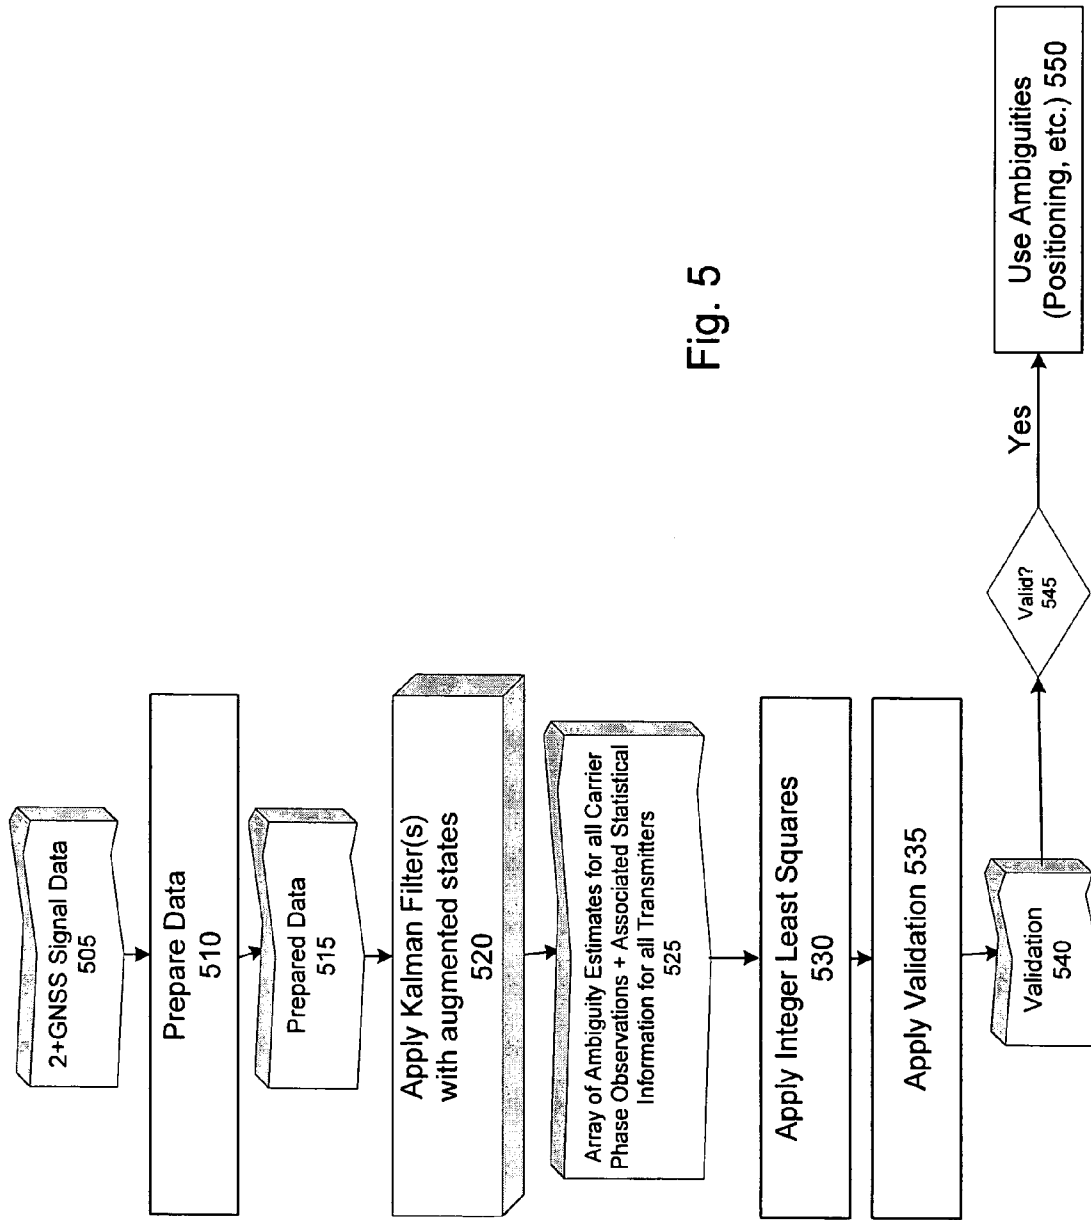 2+GNSS Signal Data
505
Prepare Data
510
Prepared Data
515
Apply Kalman Filter(s)
with augmented states
520
Array of Ambiguity Estimates for all Carrier
Phase Observations + Associated Statistical
Information for all Transmitters
525
Apply Integer Least Squares
530
Apply Validation 535
Validation
540
Valid?
545
Yes
Use Ambiguities
(Positioning, etc.) 550
Fig. 5